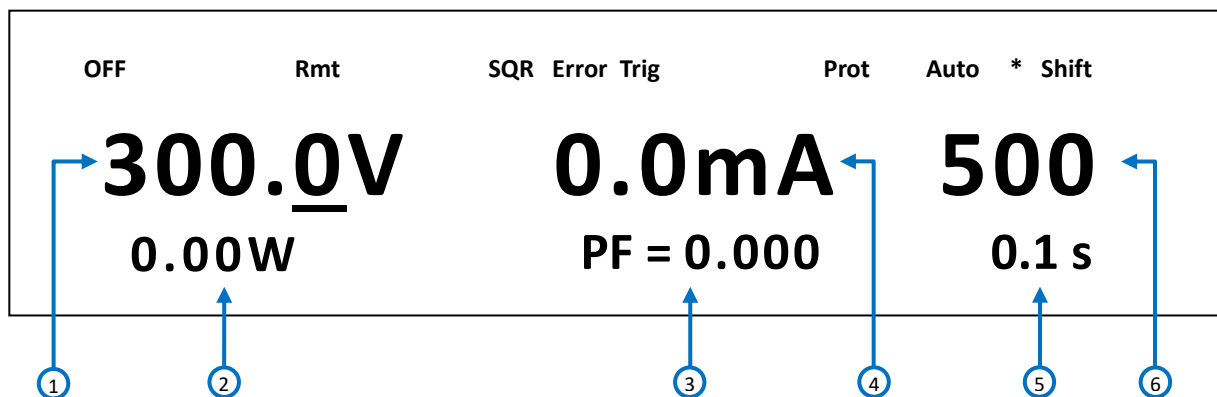 OFF Rmt SQR Error Trig Prot Auto * Shift
300.0V 0.0mA 500
0.00W PF = 0.000 0.1 s
1 2 3 4 5 6